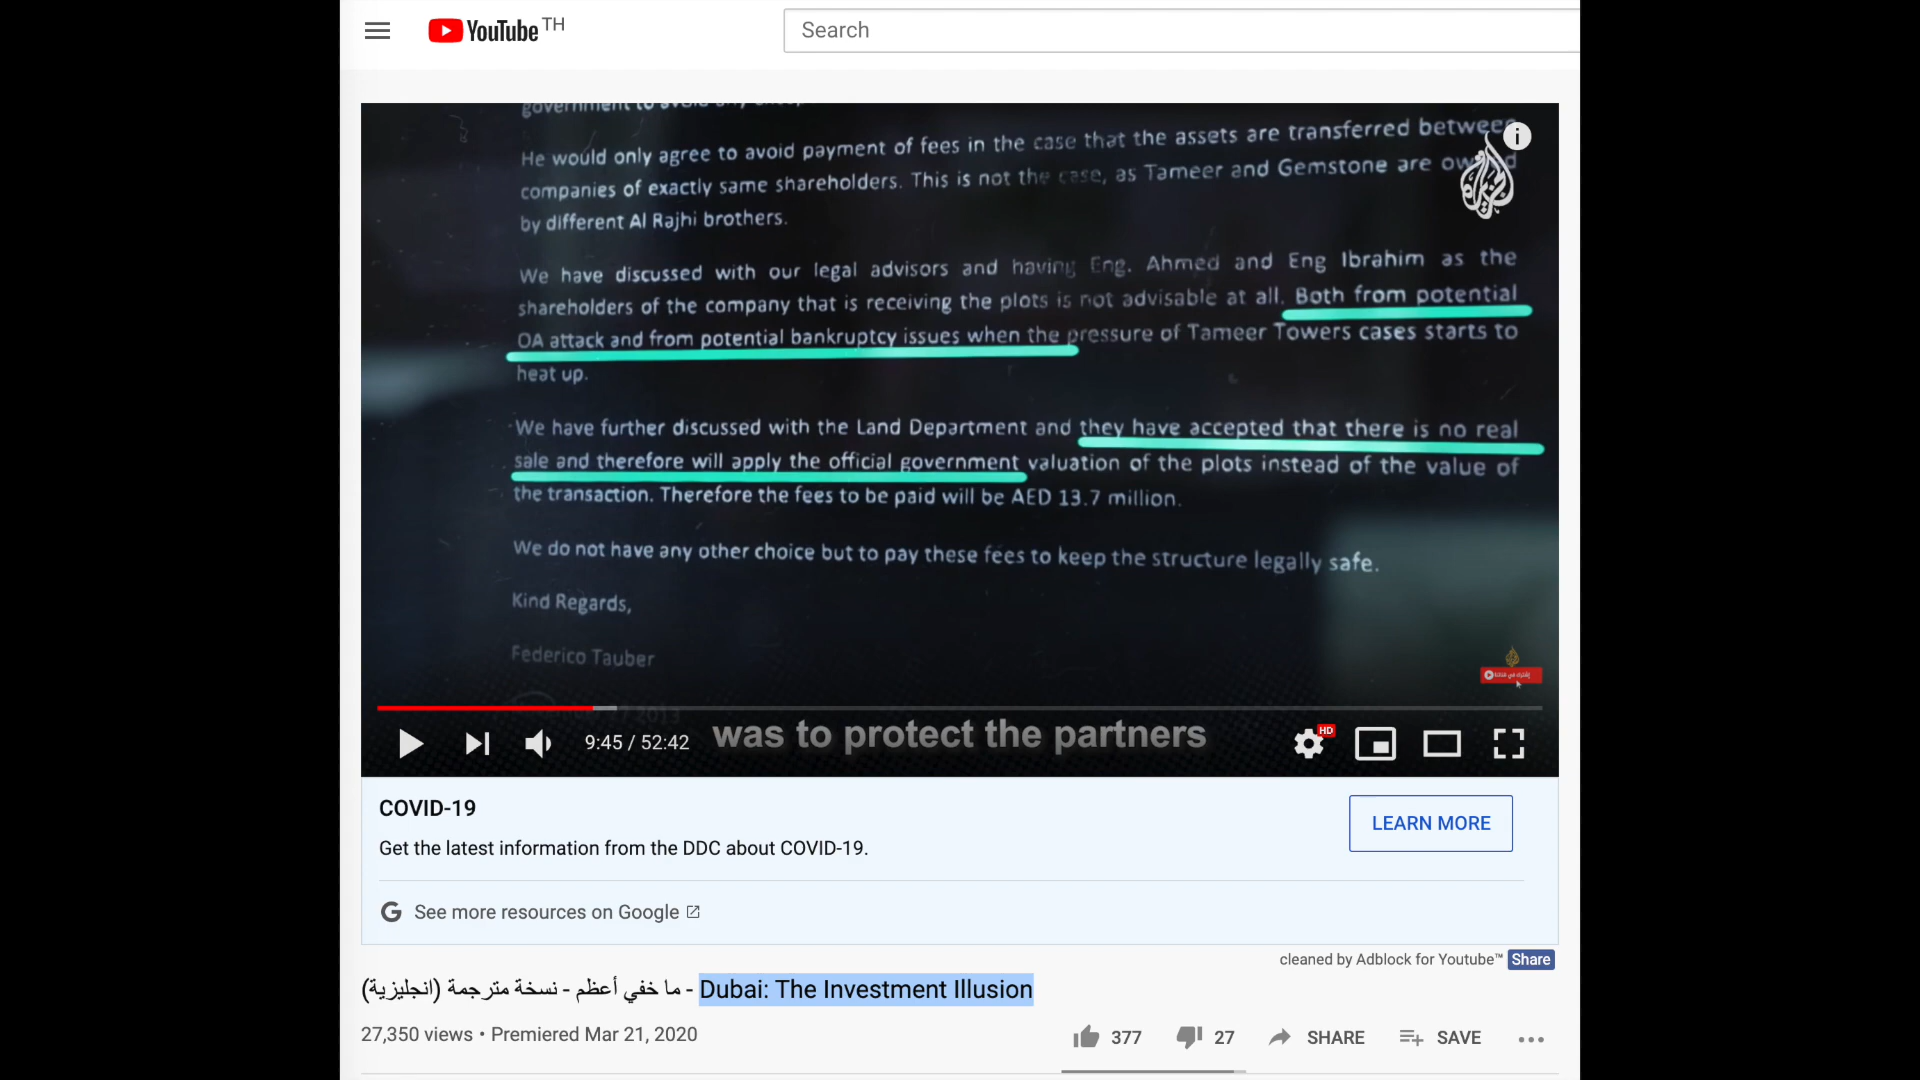 YouTube TH
Search
He would only agree to avoid payment of fees in the case that the assets are transferred between
companies of exactly same shareholders. This is not the case, as Tameer and Gemstone are owned
by different Al Rajhi brothers.
We have discussed with our legal advisors and having Eng. Ahmed and Eng Ibrahim as the
shareholders of the company that is receiving the plots is not advisable at all. Both from potential
OA attack and from potential bankruptcy issues when the pressure of Tameer Towers cases starts to
heat up.
We have further discussed with the Land Department and they have accepted that there is no real
sale and therefore will apply the official government valuation of the plots instead of the value of
the transaction. Therefore the fees to be paid will be AED 13.7 million.
We do not have any other choice but to pay these fees to keep the structure legally safe.
Kind Regards,
Federico Tauber
9:45 / 52:42
was to protect the partners
HD
COVID-19
Get the latest information from the DDC about COVID-19.
LEARN MORE
See more resources on Google
cleaned by Adblock for Youtube™ Share
ما خفي أعظم - نسخة مترجمة (انجليزية) - Dubai: The Investment Illusion
27,350 views • Premiered Mar 21, 2020
377
27
SHARE
SAVE